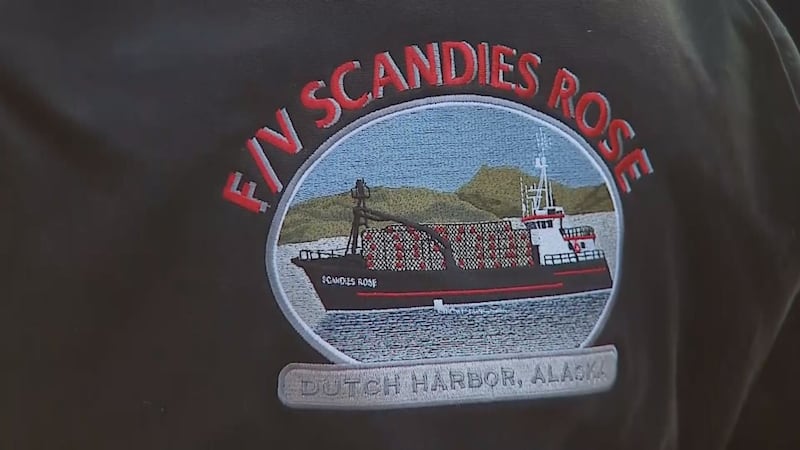 F/V SCANDIES ROSE
SCANDIES ROSE
DUTCH HARBOR, ALASKA